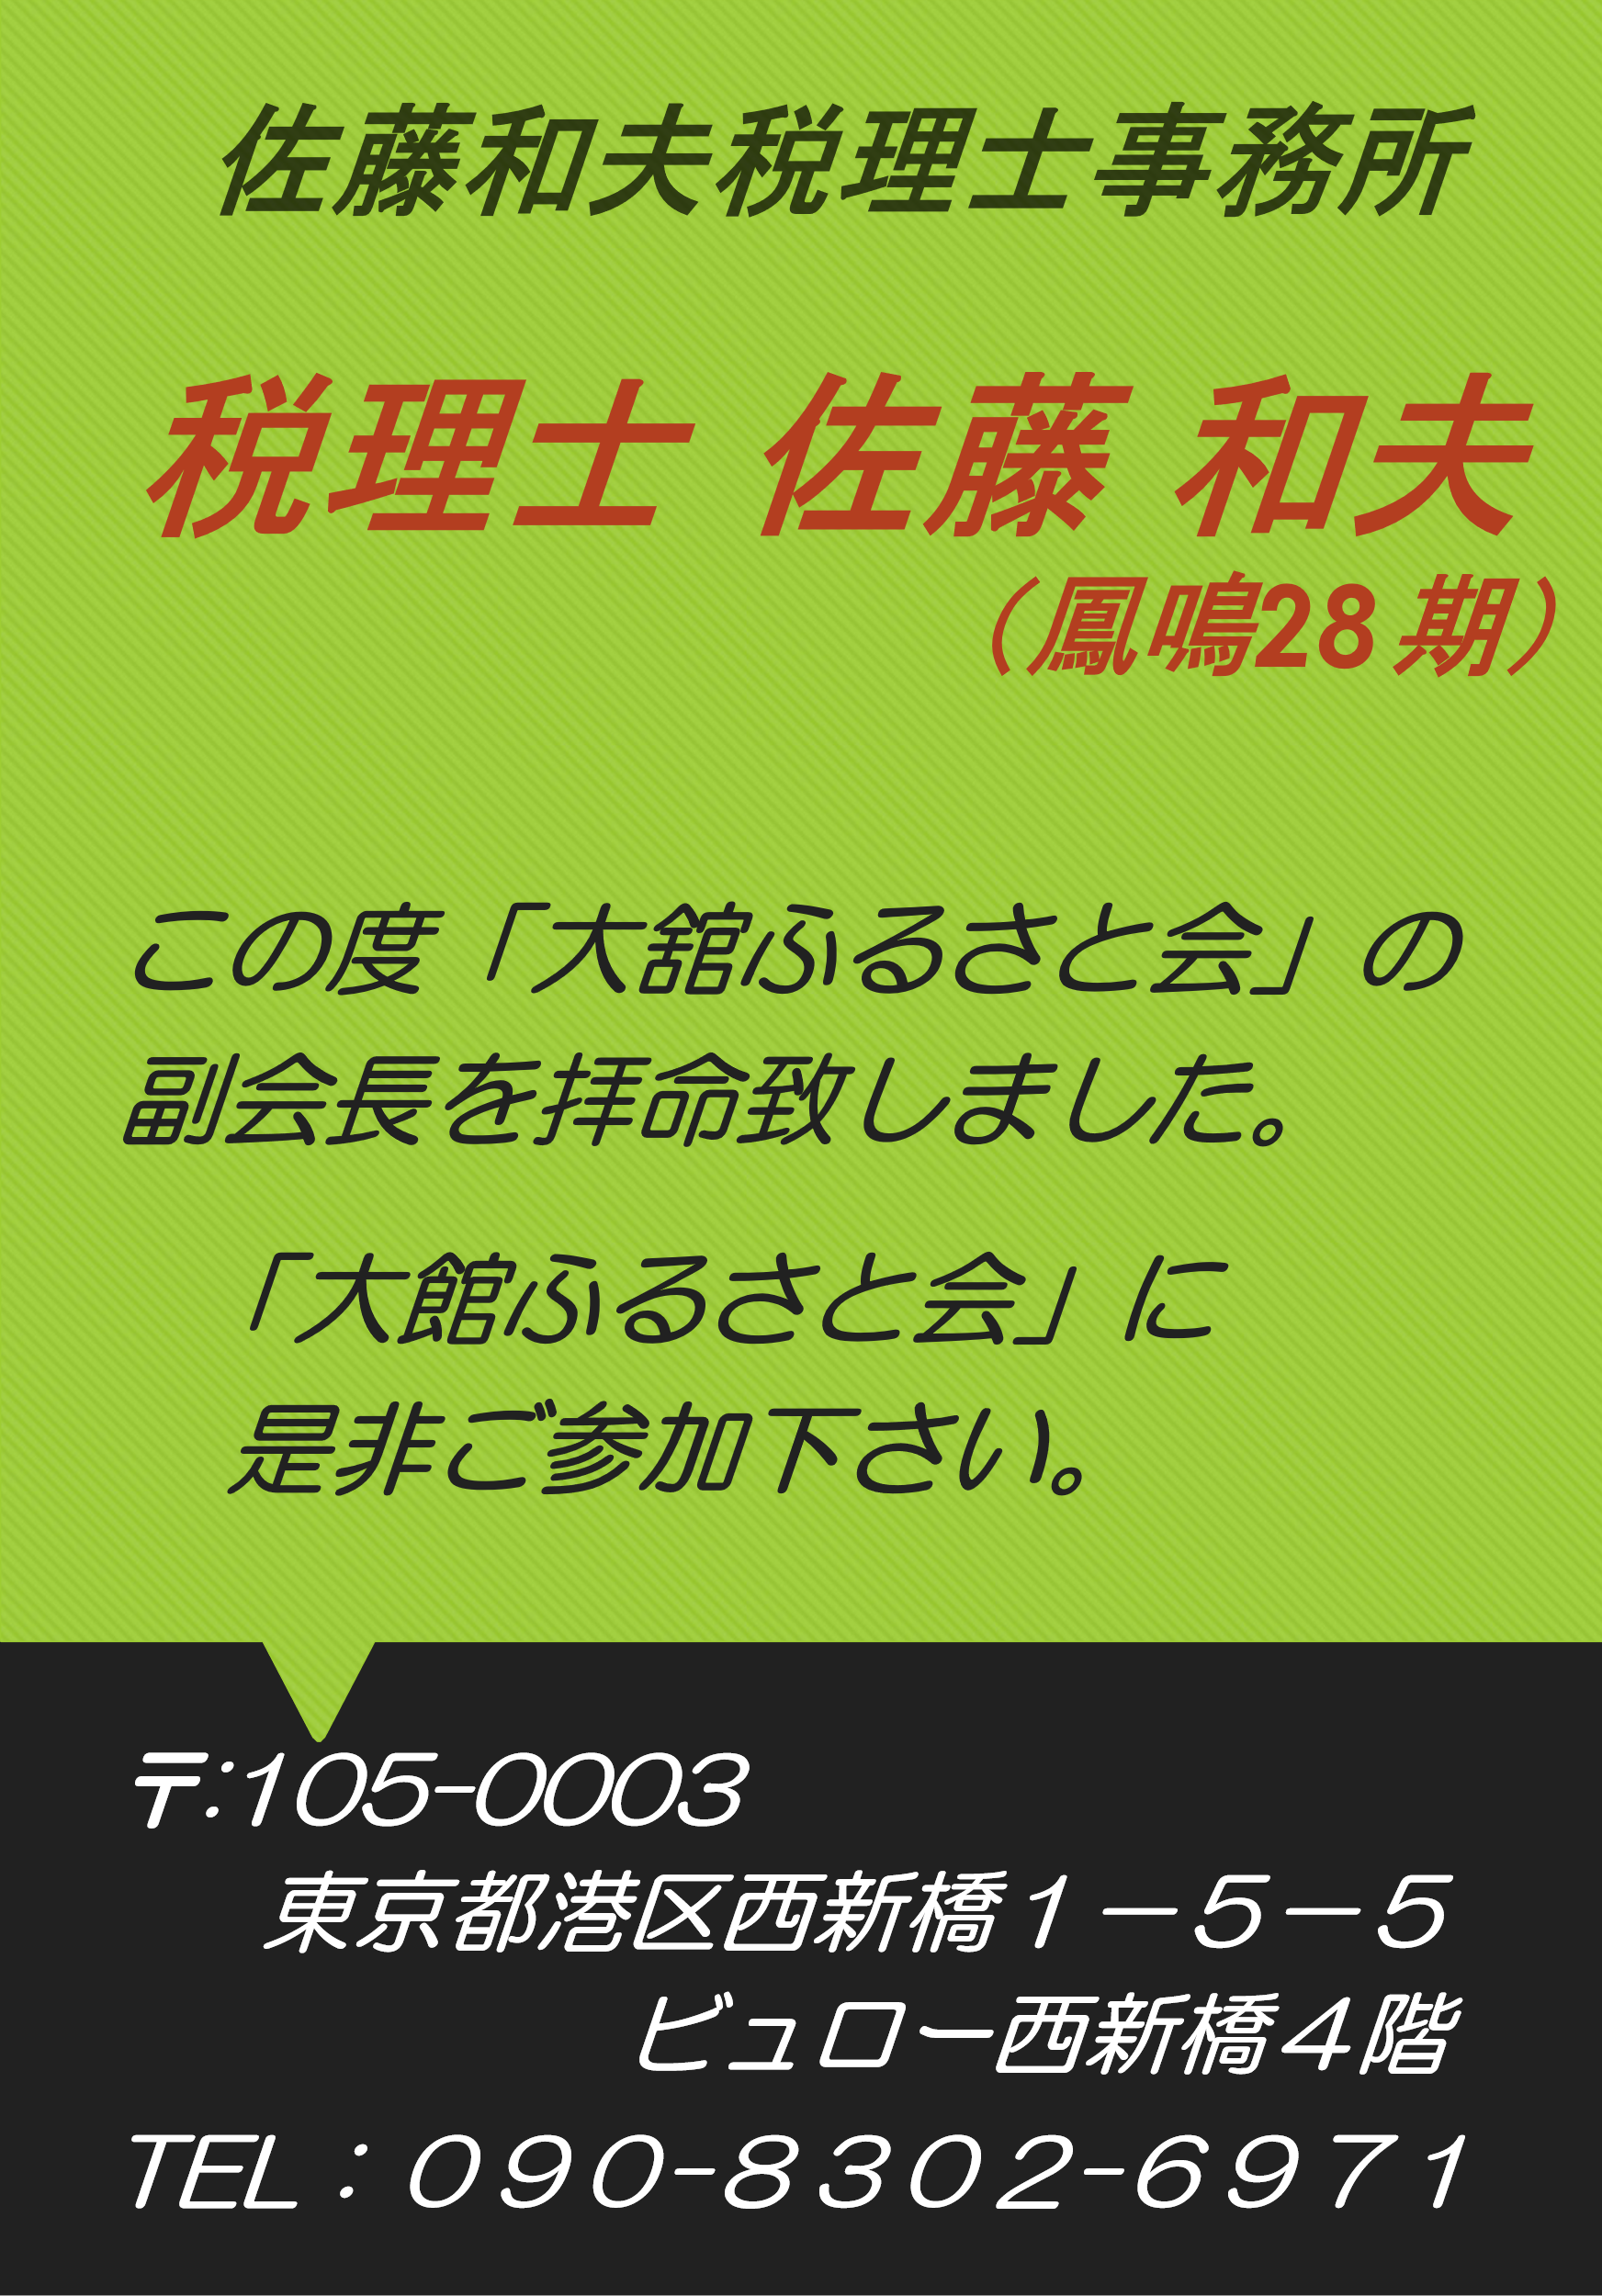 佐藤和夫税理士事務所
税理士 佐藤 和夫
（鳳鳴28期）
この度「大舘ふるさと会」の
副会長を拝命致しました。
「大館ふるさと会」に
是非ご参加下さい。
〒:105-0003
東京都港区西新橋１－５－５
ビュロー西新橋４階
TEL：０９０-８３０２-６９７１